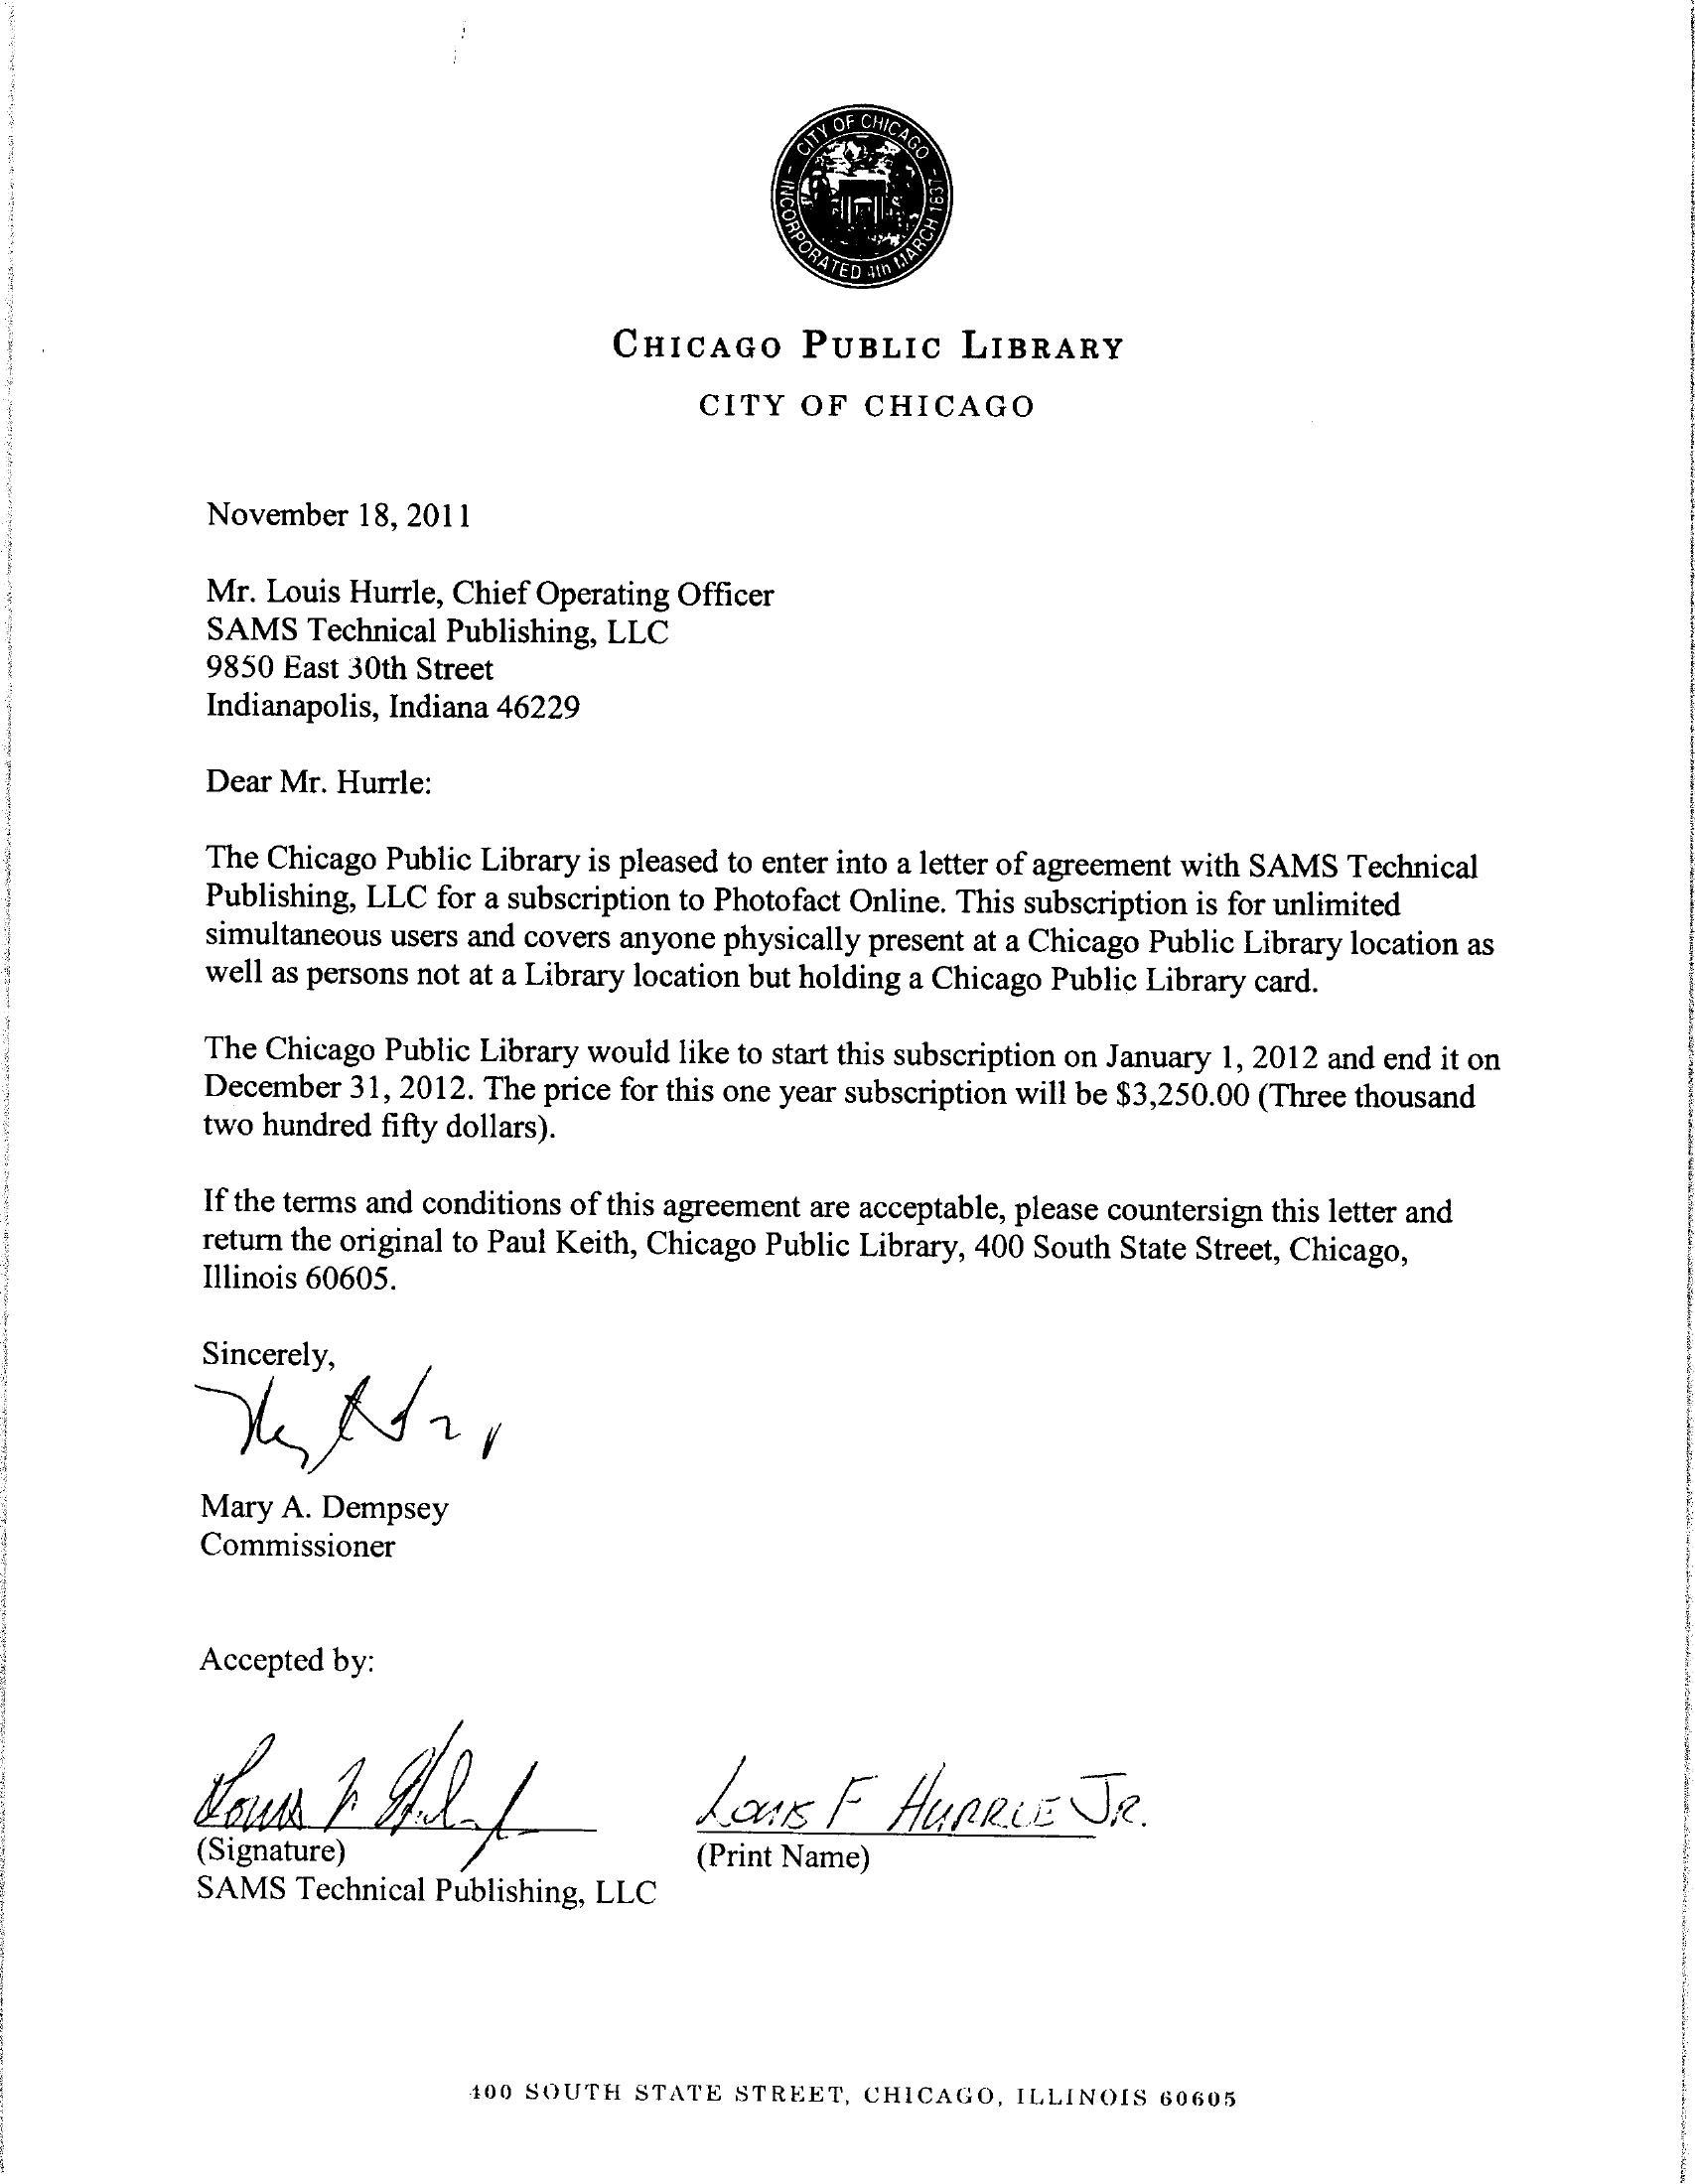 CITY OF CHICAGO
INCORPORATED 4th MARCH 1837
CHICAGO PUBLIC LIBRARY
CITY OF CHICAGO
November 18, 2011
Mr. Louis Hurrle, Chief Operating Officer
SAMS Technical Publishing, LLC
9850 East 30th Street
Indianapolis, Indiana 46229
Dear Mr. Hurrle:
The Chicago Public Library is pleased to enter into a letter of agreement with SAMS Technical
Publishing, LLC for a subscription to Photofact Online. This subscription is for unlimited
simultaneous users and covers anyone physically present at a Chicago Public Library location as
well as persons not at a Library location but holding a Chicago Public Library card.
The Chicago Public Library would like to start this subscription on January 1, 2012 and end it on
December 31, 2012. The price for this one year subscription will be $3,250.00 (Three thousand
two hundred fifty dollars).
If the terms and conditions of this agreement are acceptable, please countersign this letter and
return the original to Paul Keith, Chicago Public Library, 400 South State Street, Chicago,
Illinois 60605.
Sincerely,
Mary A. Dempsey
Commissioner
Accepted by:
LOUIS F HURRLE JR.
(Signature) (Print Name)
SAMS Technical Publishing, LLC
400 SOUTH STATE STREET, CHICAGO, ILLINOIS 60605